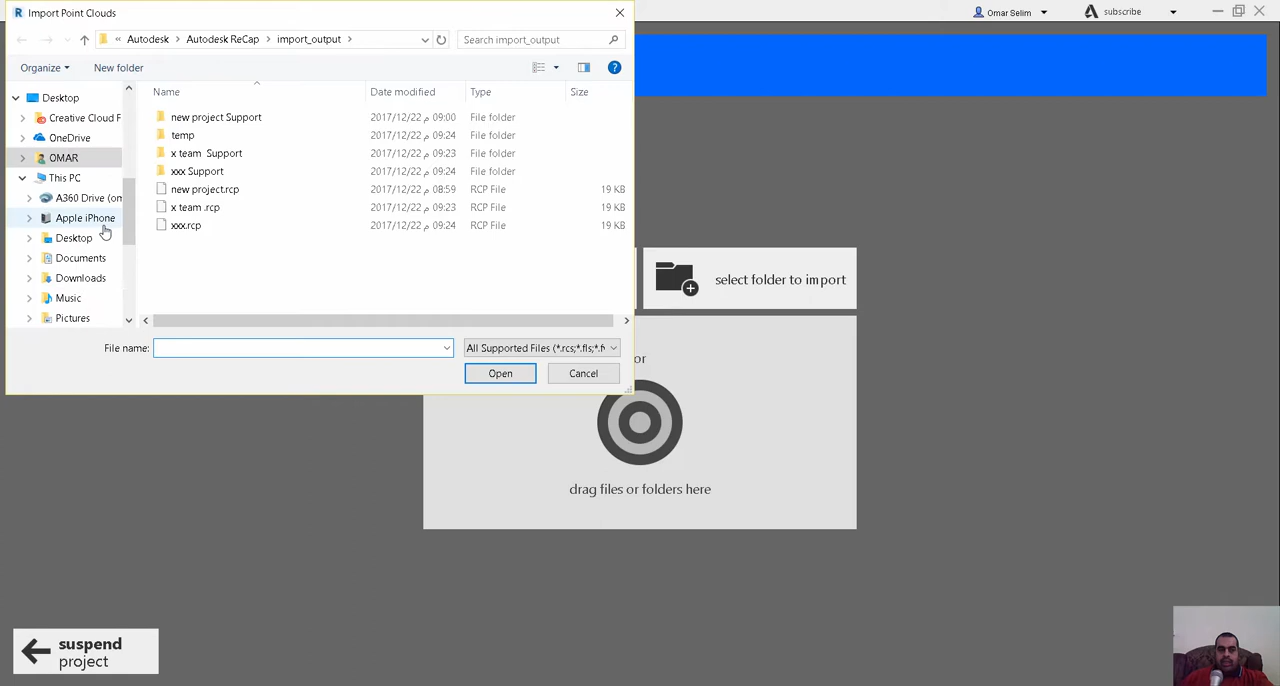 R Import Point Clouds
Omar Selim
subscribe
« Autodesk > Autodesk ReCap > import_output >
Search import_output
Organize
New folder
Name
Date modified
Type
Size
Desktop
Creative Cloud F
OneDrive
OMAR
This PC
A360 Drive (om
Apple iPhone
Desktop
Documents
Downloads
Music
Pictures
new project Support 2017/12/22 م 09:00 File folder
temp 2017/12/22 م 09:24 File folder
x team  Support 2017/12/22 م 09:23 File folder
xxx Support 2017/12/22 م 09:24 File folder
new project.rcp 2017/12/22 م 08:59 RCP File 19 KB
x team .rcp 2017/12/22 م 09:23 RCP File 19 KB
xxx.rcp 2017/12/22 م 09:24 RCP File 19 KB
File name:
All Supported Files (*.rcs;*.fls;*.f
Open
Cancel
select folder to import
or
drag files or folders here
suspend
project